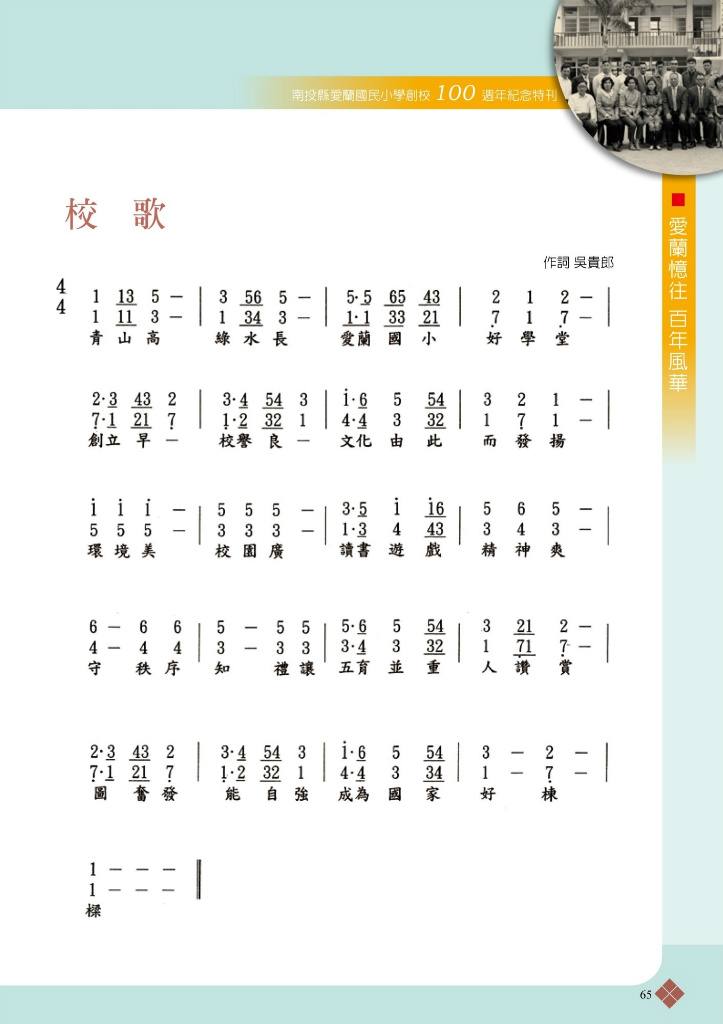 南投縣愛蘭國民小學創校 100 週年紀念特刊
愛蘭憶往 百年風華
校 歌
作詞 吳貴郎
4
4
1 13 5 — | 3 56 5 — | 5·5 65 43 | 2 1 2 — |
1 11 3 — | 1 34 3 — | 1·1 33 21 | 7̣ 1 7̣ — |
青 山 高 綠 水 長 愛蘭 國 小 好 學 堂
2·3 43 2 | 3·4 54 3 | i·6 5 54 | 3 2 1 — |
7̣·1 21 7̣ | 1·2 32 1 | 4·4 3 32 | 1 7̣ 1 — |
創立 早 — 校譽 良 — 文化 由 此 而 發 揚
i i i — | 5 5 5 — | 3·5 i i6 | 5 6 5 — |
5 5 5 — | 3 3 3 — | 1·3 4 43 | 3 4 3 — |
環 境 美 校 園 廣 讀書 遊 戲 精 神 爽
6 — 6 6 | 5 — 5 5 | 5·6 5 54 | 3 21 2 — |
4 — 4 4 | 3 — 3 3 | 3·4 3 32 | 1 7̣1 7̣ — |
守 秩 序 知 禮 讓 五育 並 重 人 讚 賞
2·3 43 2 | 3·4 54 3 | i·6 5 54 | 3 — 2 — |
7̣·1 21 7̣ | 1·2 32 1 | 4·4 3 34 | 1 — 7̣ — |
圖 奮 發 能 自 強 成為 國 家 好 棟
1 — — — ‖
1 — — — ‖
樑
65